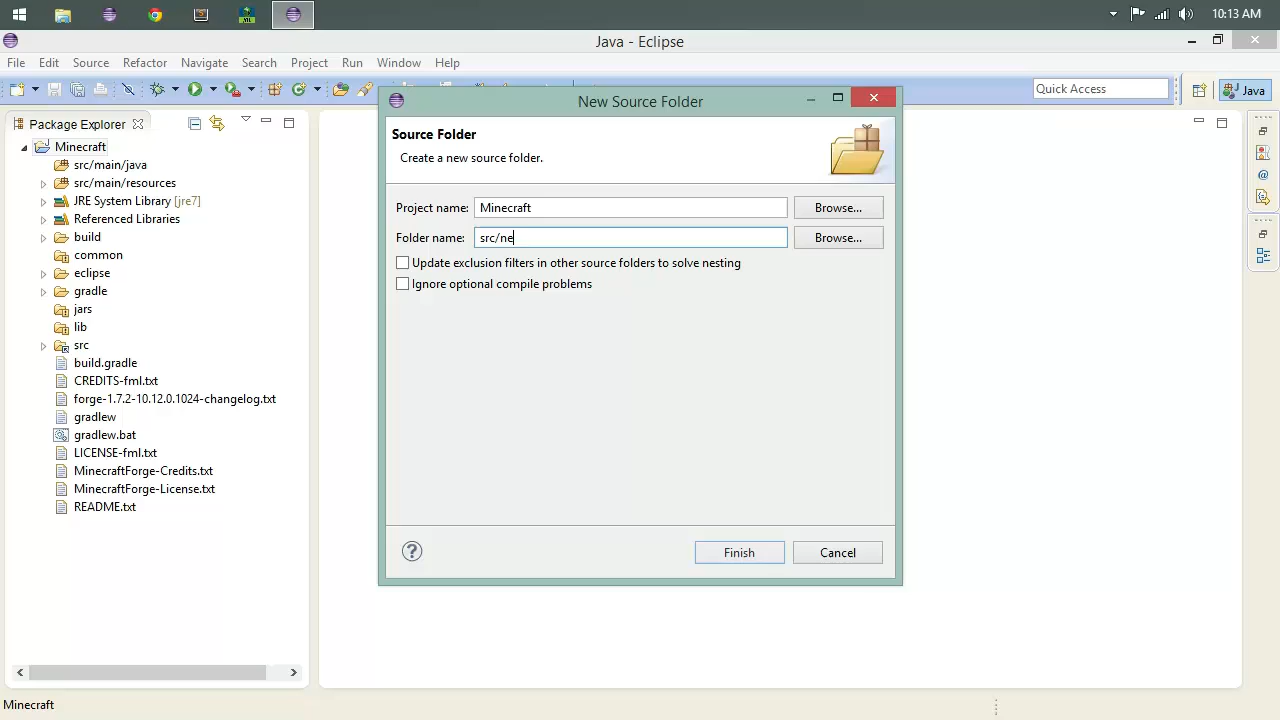 10:13 AM
Java - Eclipse
File Edit Source Refactor Navigate Search Project Run Window Help
Quick Access
Java
Package Explorer
Minecraft
src/main/java
src/main/resources
JRE System Library [jre7]
Referenced Libraries
build
common
eclipse
gradle
jars
lib
src
build.gradle
CREDITS-fml.txt
forge-1.7.2-10.12.0.1024-changelog.txt
gradlew
gradlew.bat
LICENSE-fml.txt
MinecraftForge-Credits.txt
MinecraftForge-License.txt
README.txt
New Source Folder
Source Folder
Create a new source folder.
Project name: Minecraft Browse...
Folder name: src/ne Browse...
Update exclusion filters in other source folders to solve nesting
Ignore optional compile problems
Finish Cancel
Minecraft